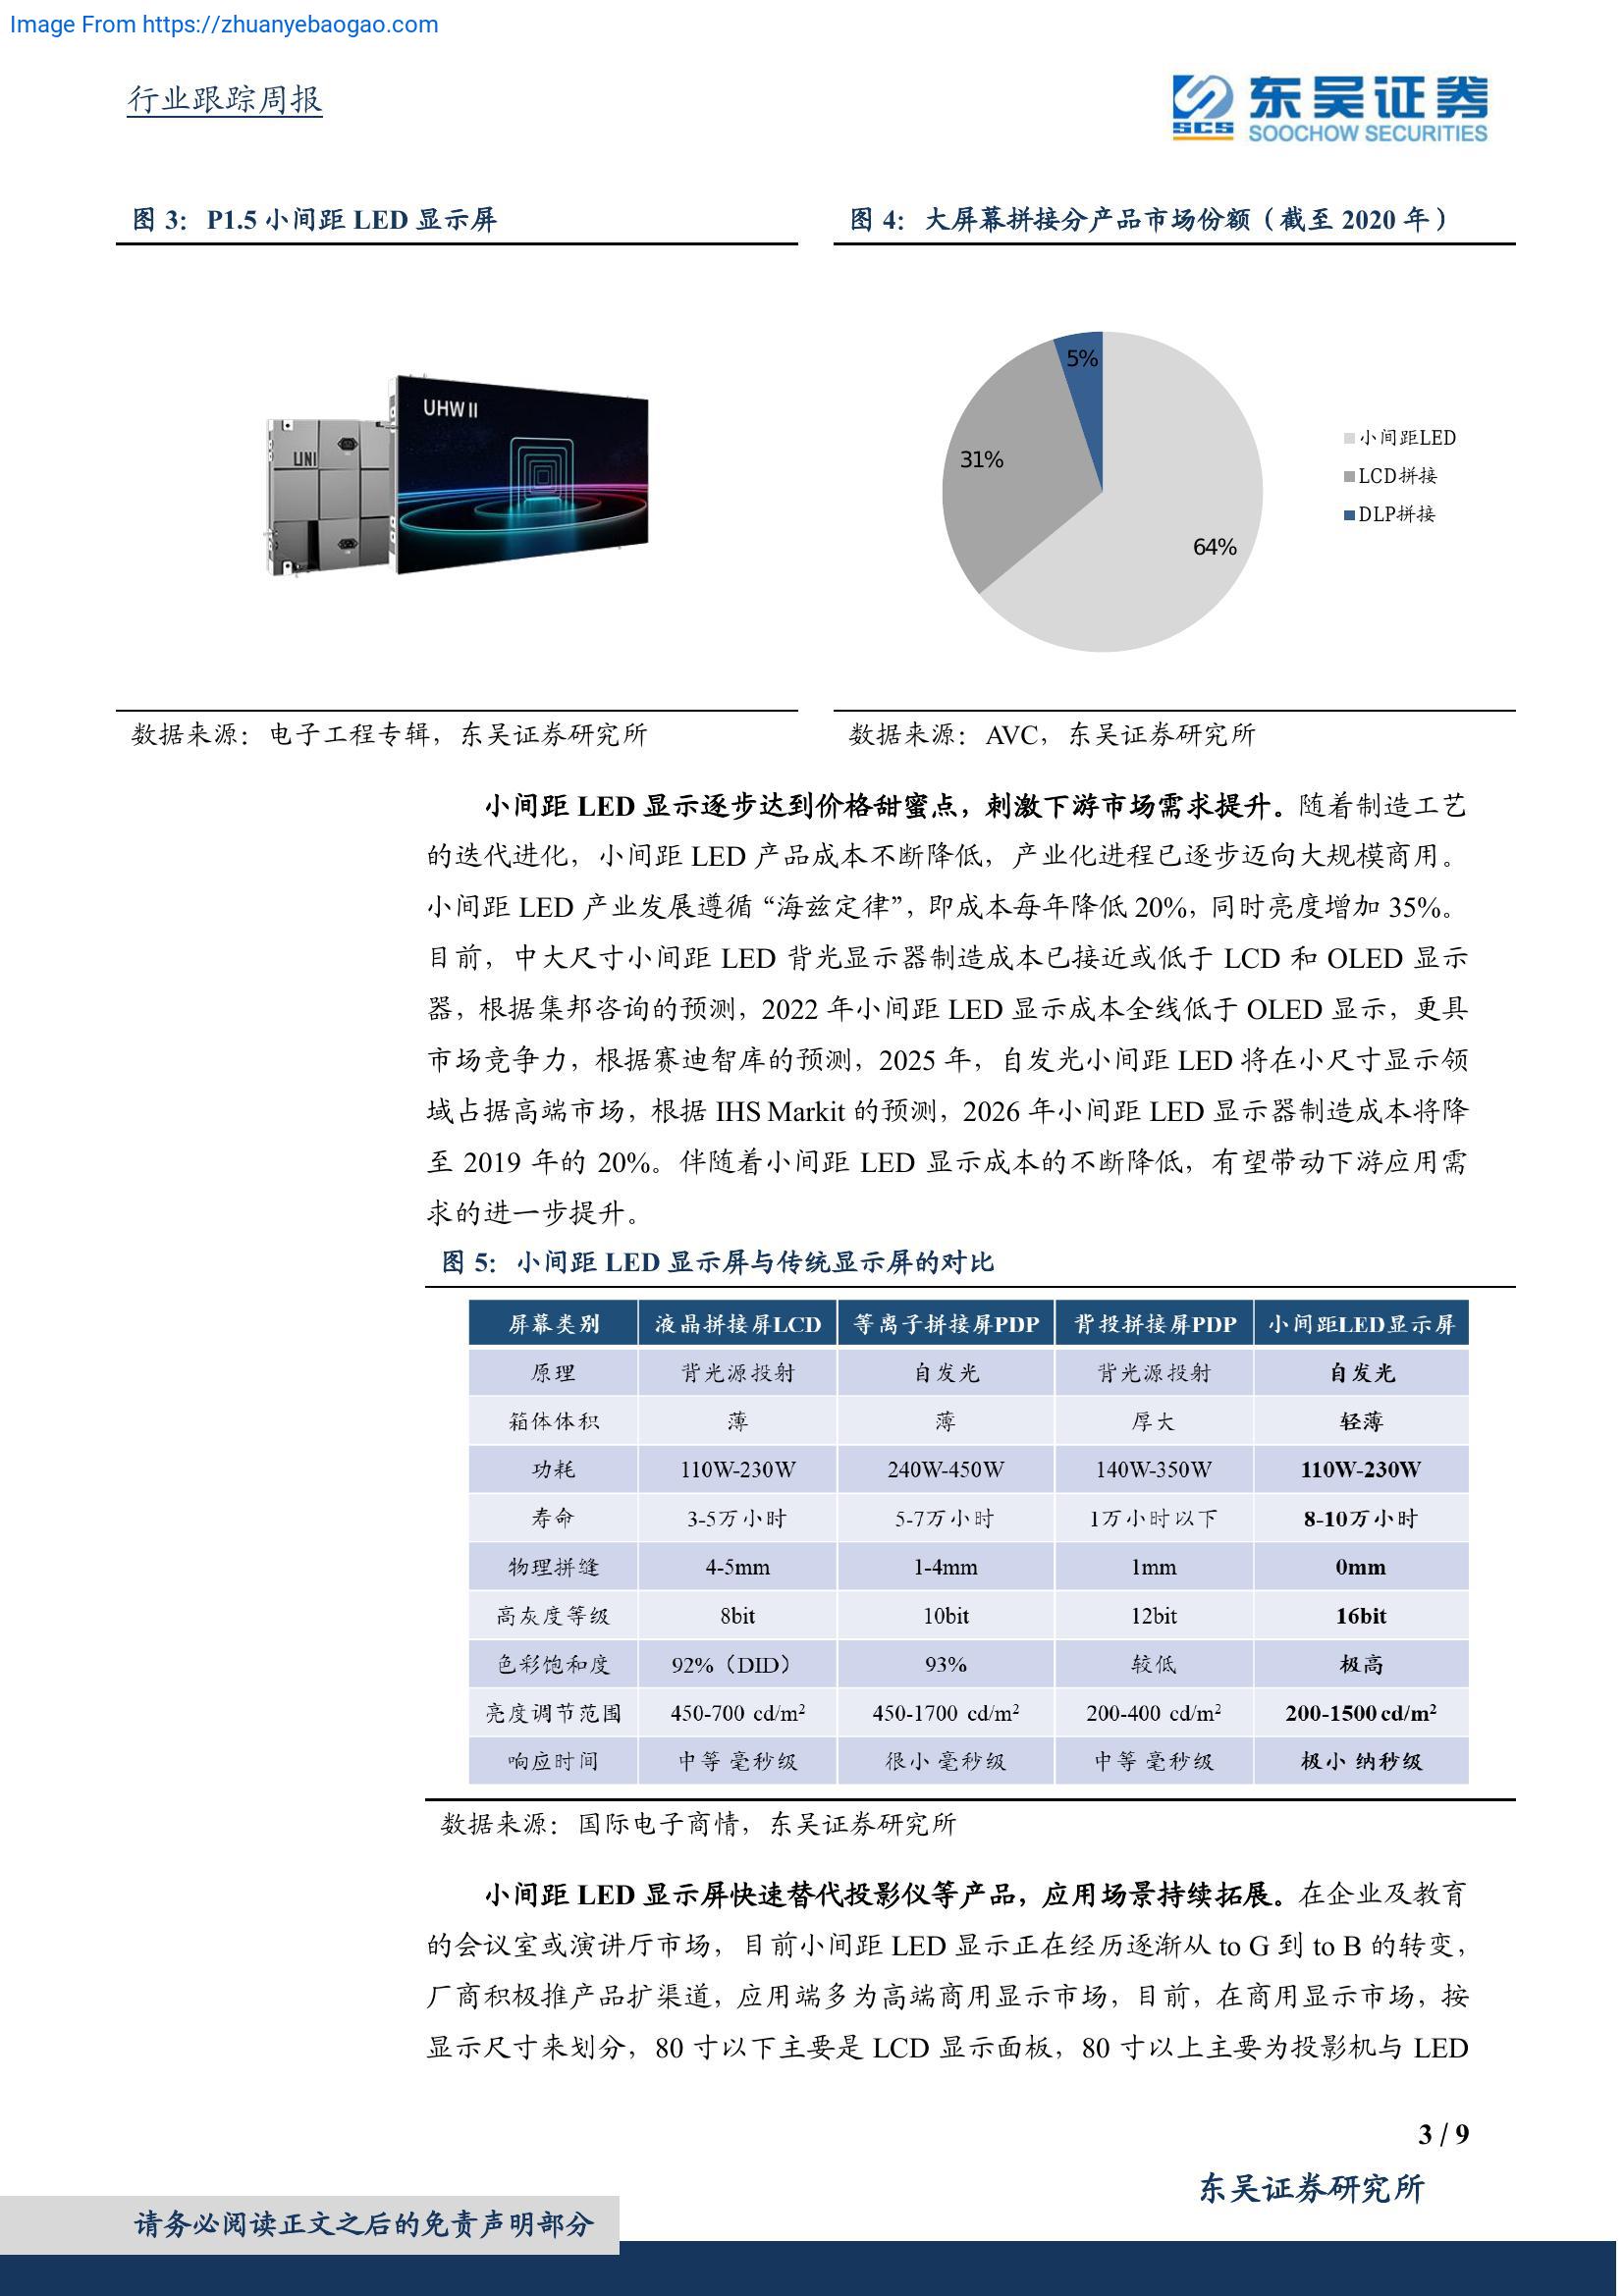 Image From https://zhuanyebaogao.com
行业跟踪周报
SCS
东吴证券
SOOCHOW SECURITIES
图 3： P1.5 小间距 LED 显示屏
图 4： 大屏幕拼接分产品市场份额（截至 2020 年）
UHW II
UNI
5%
31%
64%
小间距LED
LCD拼接
DLP拼接
数据来源：电子工程专辑，东吴证券研究所
数据来源：AVC，东吴证券研究所
小间距 LED 显示逐步达到价格甜蜜点，刺激下游市场需求提升。随着制造工艺
的迭代进化，小间距 LED 产品成本不断降低，产业化进程已逐步迈向大规模商用。
小间距 LED 产业发展遵循 “海兹定律”，即成本每年降低 20%，同时亮度增加 35%。
目前，中大尺寸小间距 LED 背光显示器制造成本已接近或低于 LCD 和 OLED 显示
器，根据集邦咨询的预测，2022 年小间距 LED 显示成本全线低于 OLED 显示，更具
市场竞争力，根据赛迪智库的预测，2025 年，自发光小间距 LED 将在小尺寸显示领
域占据高端市场，根据 IHS Markit 的预测，2026 年小间距 LED 显示器制造成本将降
至 2019 年的 20%。伴随着小间距 LED 显示成本的不断降低，有望带动下游应用需
求的进一步提升。
图 5： 小间距 LED 显示屏与传统显示屏的对比
屏幕类别 液晶拼接屏LCD 等离子拼接屏PDP 背投拼接屏PDP 小间距LED显示屏
原理 背光源投射 自发光 背光源投射 自发光
箱体体积 薄 薄 厚大 轻薄
功耗 110W-230W 240W-450W 140W-350W 110W-230W
寿命 3-5万小时 5-7万小时 1万小时以下 8-10万小时
物理拼缝 4-5mm 1-4mm 1mm 0mm
高灰度等级 8bit 10bit 12bit 16bit
色彩饱和度 92%（DID） 93% 较低 极高
亮度调节范围 450-700 cd/m² 450-1700 cd/m² 200-400 cd/m² 200-1500 cd/m²
响应时间 中等 毫秒级 很小 毫秒级 中等 毫秒级 极小 纳秒级
数据来源：国际电子商情，东吴证券研究所
小间距 LED 显示屏快速替代投影仪等产品，应用场景持续拓展。在企业及教育
的会议室或演讲厅市场，目前小间距 LED 显示正在经历逐渐从 to G 到 to B 的转变，
厂商积极推产品扩渠道，应用端多为高端商用显示市场，目前，在商用显示市场，按
显示尺寸来划分，80 寸以下主要是 LCD 显示面板，80 寸以上主要为投影机与 LED
3 / 9
东吴证券研究所
请务必阅读正文之后的免责声明部分